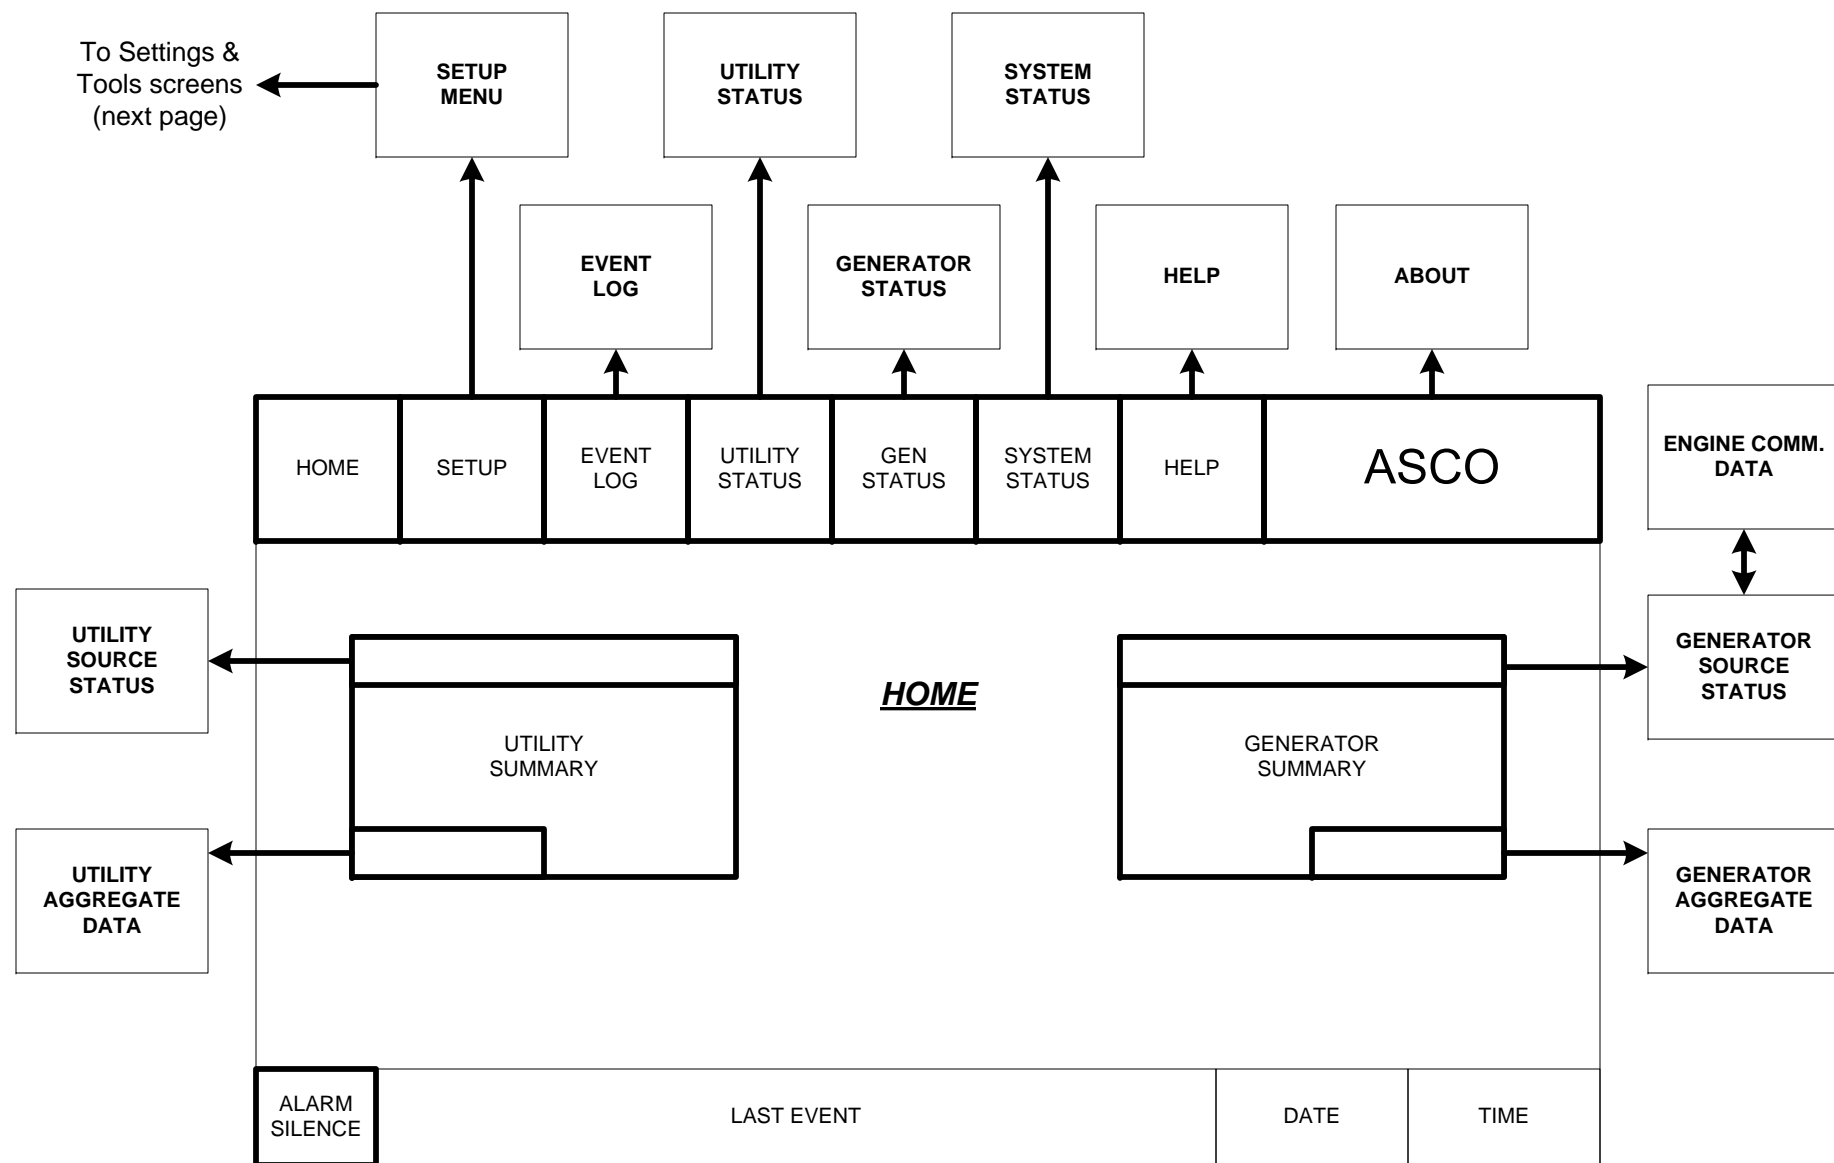 To Settings &
Tools screens
(next page)
SETUP
MENU
UTILITY
STATUS
SYSTEM
STATUS
EVENT
LOG
GENERATOR
STATUS
HELP
ABOUT
HOME
SETUP
EVENT
LOG
UTILITY
STATUS
GEN
STATUS
SYSTEM
STATUS
HELP
ASCO
ENGINE COMM.
DATA
UTILITY
SOURCE
STATUS
HOME
GENERATOR
SOURCE
STATUS
UTILITY
SUMMARY
GENERATOR
SUMMARY
UTILITY
AGGREGATE
DATA
GENERATOR
AGGREGATE
DATA
ALARM
SILENCE
LAST EVENT
DATE
TIME